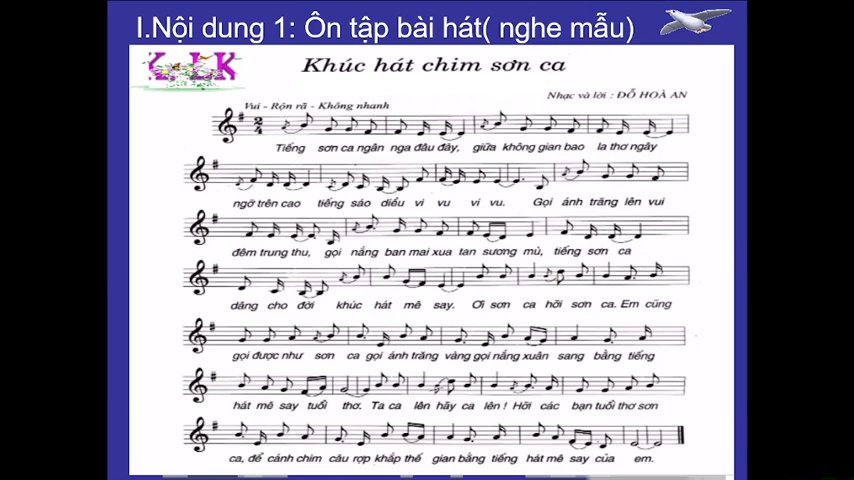 I.Nội dung 1: Ôn tập bài hát( nghe mẫu)
K LK
Khúc hát chim sơn ca
Nhạc và lời : ĐỖ HOÀ AN
Vui - Rộn rã - Không nhanh
2
4
Tiếng sơn ca ngân nga đâu đây, giữa không gian bao la thơ ngây
ngỡ trên cao tiếng sáo diều vi vu vi vu. Gọi ánh trăng lên vui
đêm trung thu, gọi nắng ban mai xua tan sương mù, tiếng sơn ca
dâng cho đời khúc hát mê say. Ơi sơn ca hỡi sơn ca. Em cũng
gọi được như sơn ca gọi ánh trăng vàng gọi nắng xuân sang bằng tiếng
hát mê say tuổi thơ. Ta ca lên hãy ca lên ! Hỡi các bạn tuổi thơ sơn
ca, để cánh chim câu rợp khắp thế gian bằng tiếng hát mê say của em.